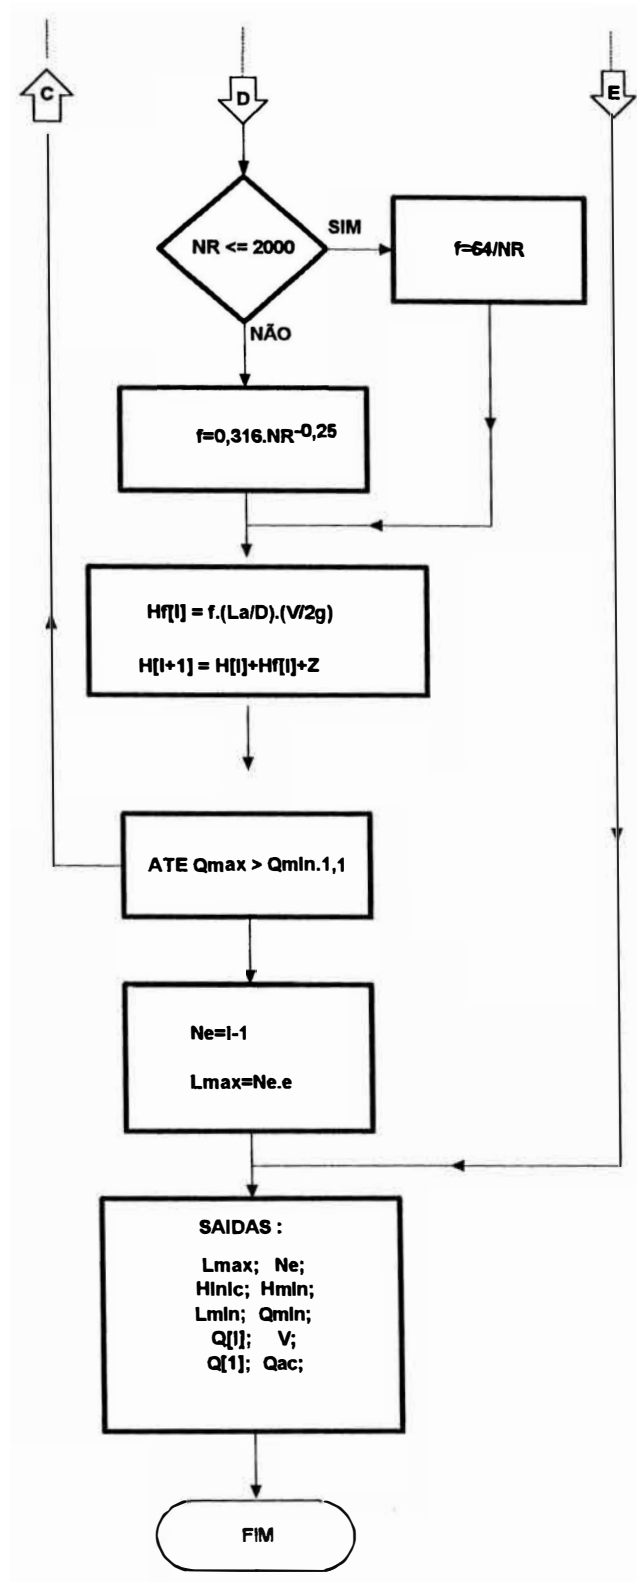 C
D
E
NR <= 2000
SIM
f=64/NR
NÃO
f=0,316.NR-0,25
Hf[I] = f.(La/D).(V/2g)
H[I+1] = H[I]+Hf[I]+Z
ATE Qmax > Qmin.1,1
Ne=I-1
Lmax=Ne.e
SAIDAS :
Lmax; Ne;
Hinic; Hmin;
Lmin; Qmin;
Q[I]; V;
Q[1]; Qac;
FIM